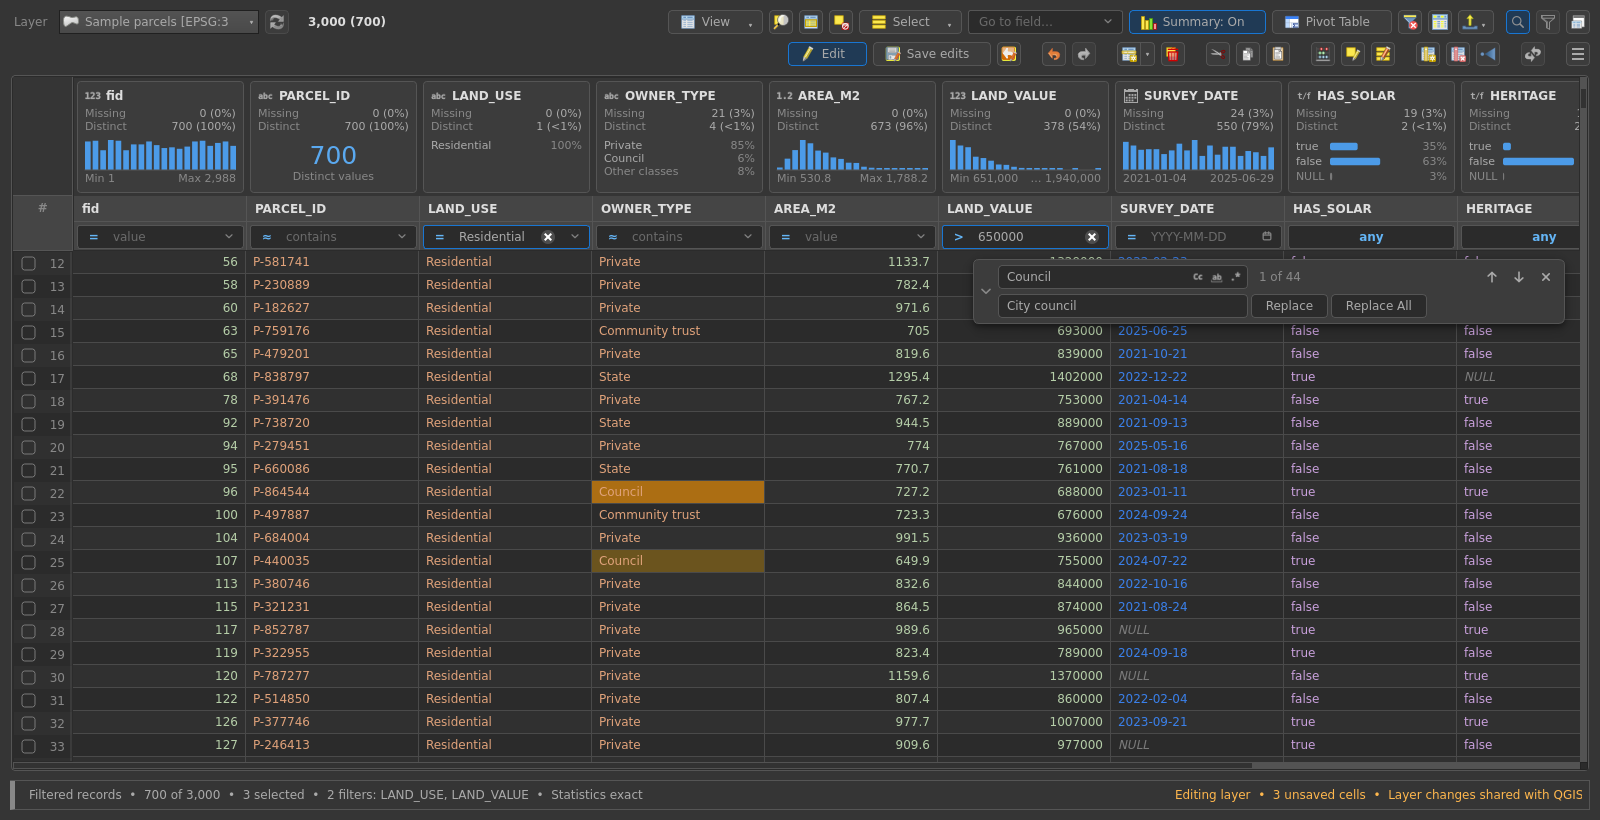 Layer Sample parcels [EPSG:3 3,000 (700) View Select Go to field... Summary: On Pivot Table
Edit Save edits
123 fid abc PARCEL_ID abc LAND_USE abc OWNER_TYPE 1.2 AREA_M2 123 LAND_VALUE SURVEY_DATE t/f HAS_SOLAR t/f HERITAGE
Missing 0 (0%) Missing 0 (0%) Missing 0 (0%) Missing 21 (3%) Missing 0 (0%) Missing 0 (0%) Missing 24 (3%) Missing 19 (3%) Missing
Distinct 700 (100%) Distinct 700 (100%) Distinct 1 (<1%) Distinct 4 (<1%) Distinct 673 (96%) Distinct 378 (54%) Distinct 550 (79%) Distinct 2 (<1%) Distinct
700 Residential 100% Private 85% true 35% true
Council 6% false 63% false
Distinct values Other classes 8% NULL 3% NULL
Min 1 Max 2,988 Min 530.8 Max 1,788.2 Min 651,000 ... 1,940,000 2021-01-04 2025-06-29
# fid PARCEL_ID LAND_USE OWNER_TYPE AREA_M2 LAND_VALUE SURVEY_DATE HAS_SOLAR HERITAGE
= value ≈ contains = Residential ≈ contains = value > 650000 = YYYY-MM-DD any any
12 56 P-581741 Residential Private 1133.7
Council Cc ab .* 1 of 44
13 58 P-230889 Residential Private 782.4
14 60 P-182627 Residential Private 971.6
City council Replace Replace All
15 63 P-759176 Residential Community trust 705 693000 2025-06-25 false false
16 65 P-479201 Residential Private 819.6 839000 2021-10-21 false false
17 68 P-838797 Residential State 1295.4 1402000 2022-12-22 true NULL
18 78 P-391476 Residential Private 767.2 753000 2021-04-14 false true
19 92 P-738720 Residential State 944.5 889000 2021-09-13 false false
20 94 P-279451 Residential Private 774 767000 2025-05-16 false false
21 95 P-660086 Residential State 770.7 761000 2021-08-18 false false
22 96 P-864544 Residential Council 727.2 688000 2023-01-11 true true
23 100 P-497887 Residential Community trust 723.3 676000 2024-09-24 false false
24 104 P-684004 Residential Private 991.5 936000 2023-03-19 false false
25 107 P-440035 Residential Council 649.9 755000 2024-07-22 true false
26 113 P-380746 Residential Private 832.6 844000 2022-10-16 false false
27 115 P-321231 Residential Private 864.5 874000 2021-08-24 false false
28 117 P-852787 Residential Private 989.6 965000 NULL true true
29 119 P-322955 Residential Private 823.4 789000 2024-09-18 true false
30 120 P-787277 Residential Private 1159.6 1370000 NULL false true
31 122 P-514850 Residential Private 807.4 860000 2022-02-04 false false
32 126 P-377746 Residential Private 977.7 1007000 2023-09-21 true true
33 127 P-246413 Residential Private 909.6 977000 NULL true false
Filtered records • 700 of 3,000 • 3 selected • 2 filters: LAND_USE, LAND_VALUE • Statistics exact Editing layer • 3 unsaved cells • Layer changes shared with QGIS